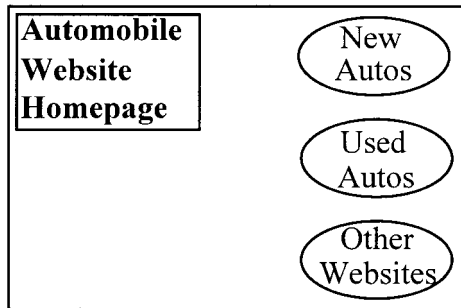 Automobile
Website
Homepage
New
Autos
Used
Autos
Other
Websites